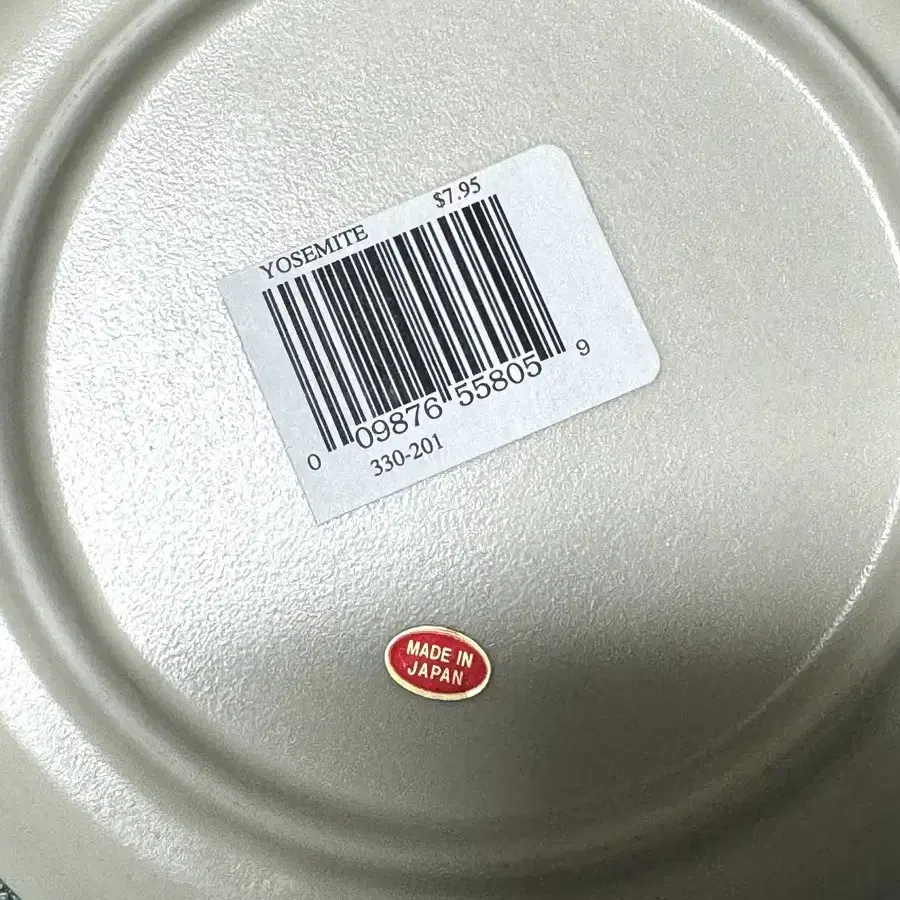 YOSEMITE $7.95
0 09876 55805 9
330-201
MADE IN
JAPAN